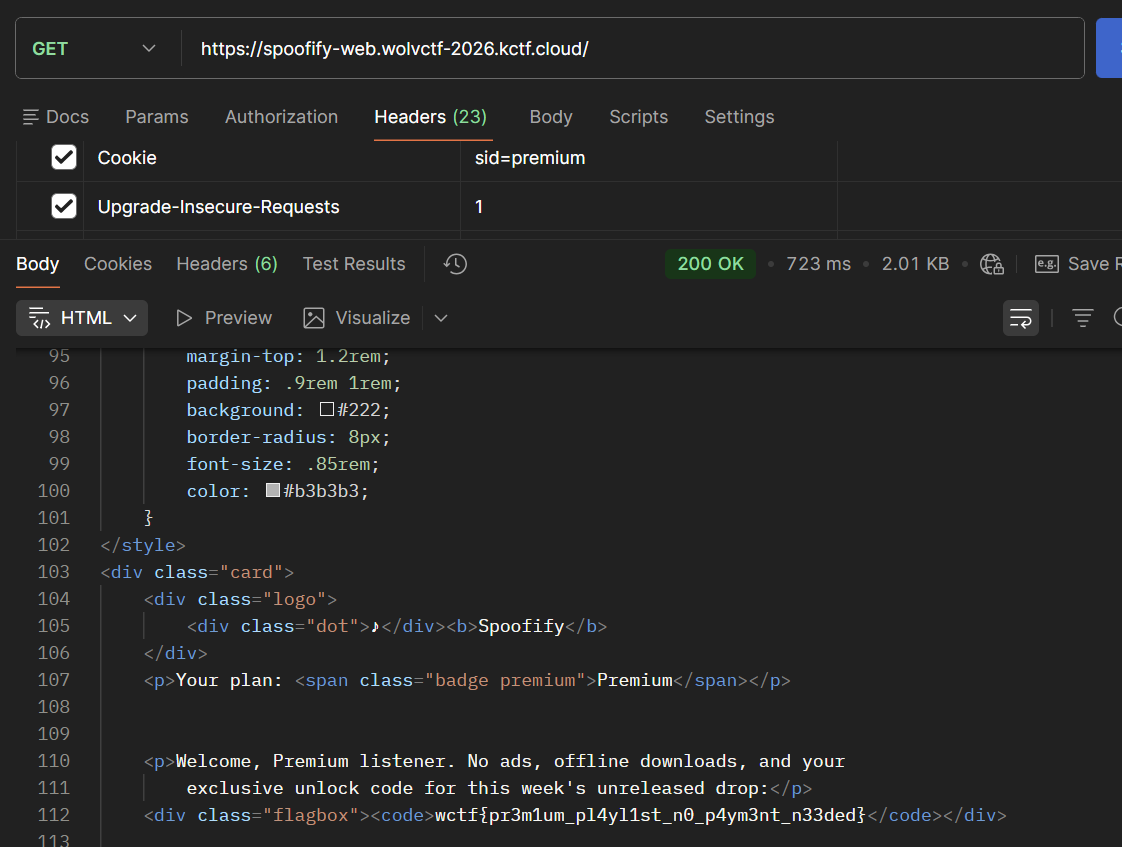 GET https://spoofify-web.wolvctf-2026.kctf.cloud/
Docs Params Authorization Headers (23) Body Scripts Settings
Cookie sid=premium
Upgrade-Insecure-Requests 1
Body Cookies Headers (6) Test Results 200 OK • 723 ms • 2.01 KB • e.g. Save R
HTML Preview Visualize
95 margin-top: 1.2rem;
96 padding: .9rem 1rem;
97 background: #222;
98 border-radius: 8px;
99 font-size: .85rem;
100 color: #b3b3b3;
101 }
102 </style>
103 <div class="card">
104 <div class="logo">
105 <div class="dot">♪</div><b>Spoofify</b>
106 </div>
107 <p>Your plan: <span class="badge premium">Premium</span></p>
108
109
110 <p>Welcome, Premium listener. No ads, offline downloads, and your
111 exclusive unlock code for this week's unreleased drop:</p>
112 <div class="flagbox"><code>wctf{pr3m1um_pl4yl1st_n0_p4ym3nt_n33ded}</code></div>
113